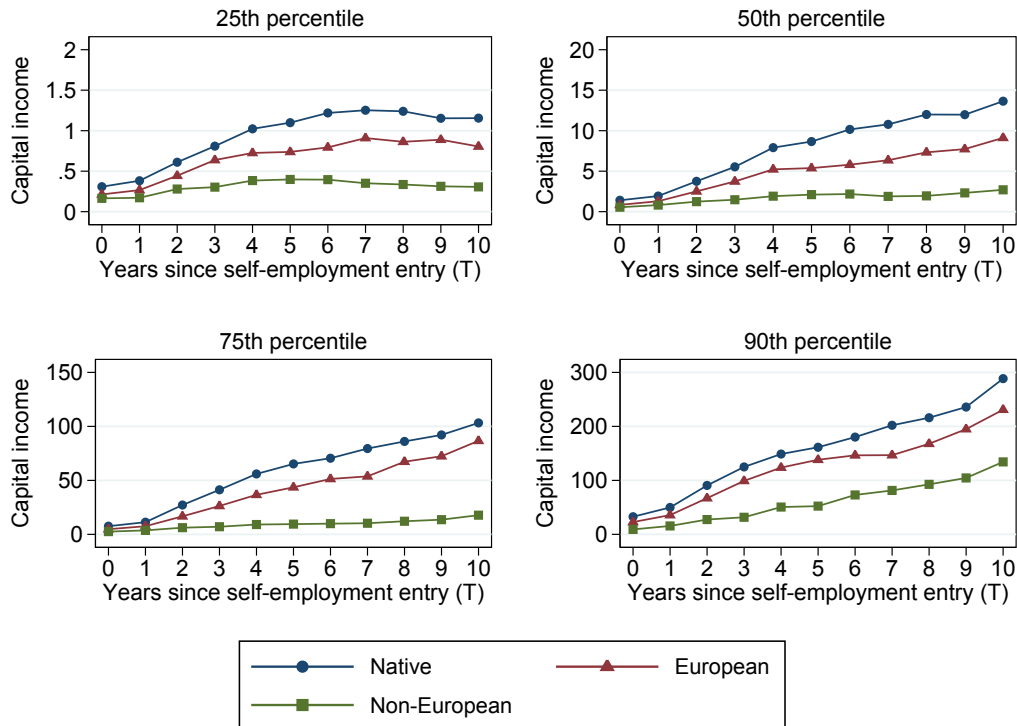 25th percentile
Capital income
2
1.5
1
.5
0
0 1 2 3 4 5 6 7 8 9 10
Years since self-employment entry (T)
50th percentile
Capital income
20
15
10
5
0
0 1 2 3 4 5 6 7 8 9 10
Years since self-employment entry (T)
75th percentile
Capital income
150
100
50
0
0 1 2 3 4 5 6 7 8 9 10
Years since self-employment entry (T)
90th percentile
Capital income
300
200
100
0
0 1 2 3 4 5 6 7 8 9 10
Years since self-employment entry (T)
Native
European
Non-European